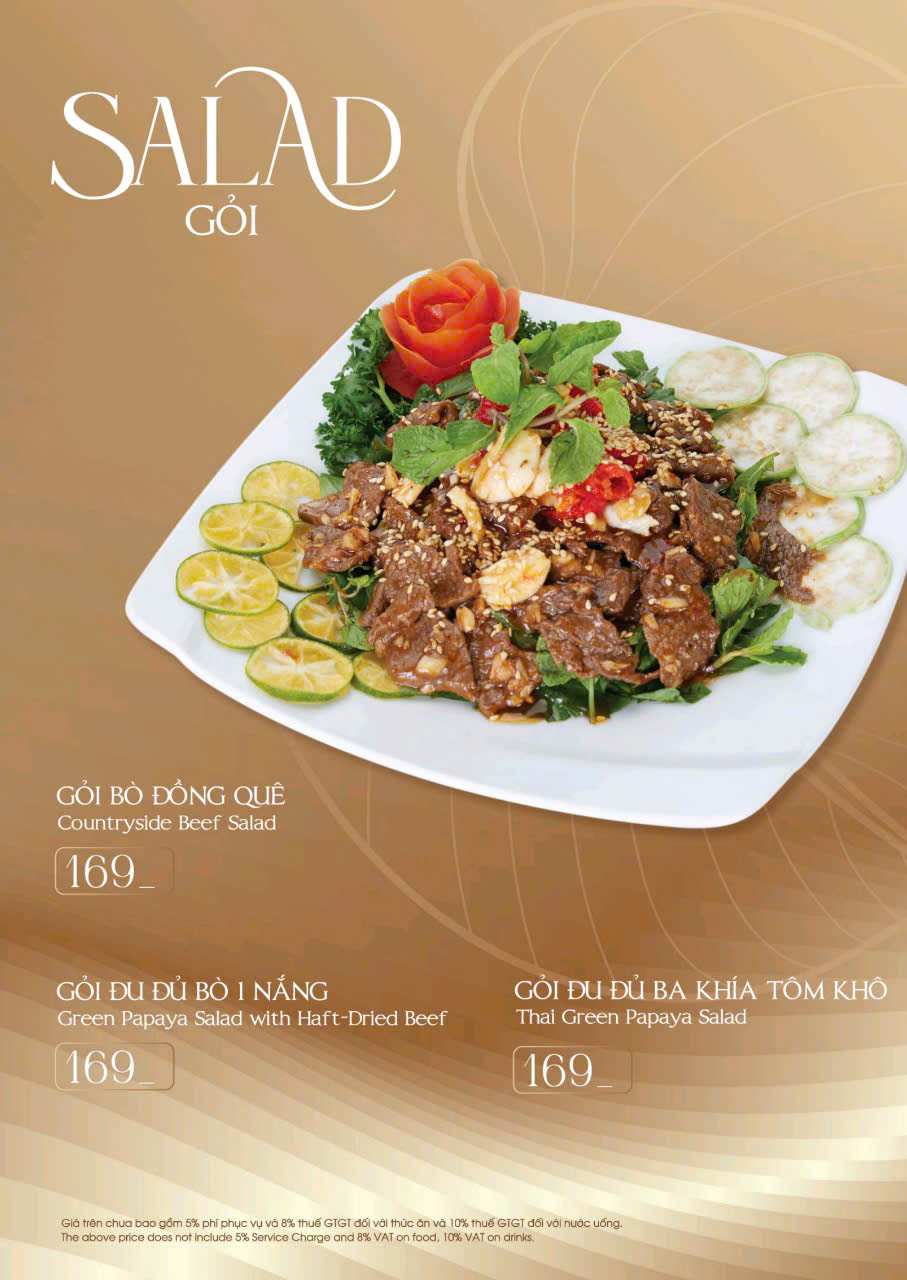 SALAD
GỎI
GỎI BÒ ĐỒNG QUÊ
Countryside Beef Salad
169_
GỎI ĐU ĐỦ BÒ 1 NẮNG
Green Papaya Salad with Haft-Dried Beef
169_
GỎI ĐU ĐỦ BA KHÍA TÔM KHÔ
Thai Green Papaya Salad
169_
Giá trên chưa bao gồm 5% phí phục vụ và 8% thuế GTGT đối với thức ăn và 10% thuế GTGT đối với nước uống.
The above price does not include 5% Service Charge and 8% VAT on food, 10% VAT on drinks.